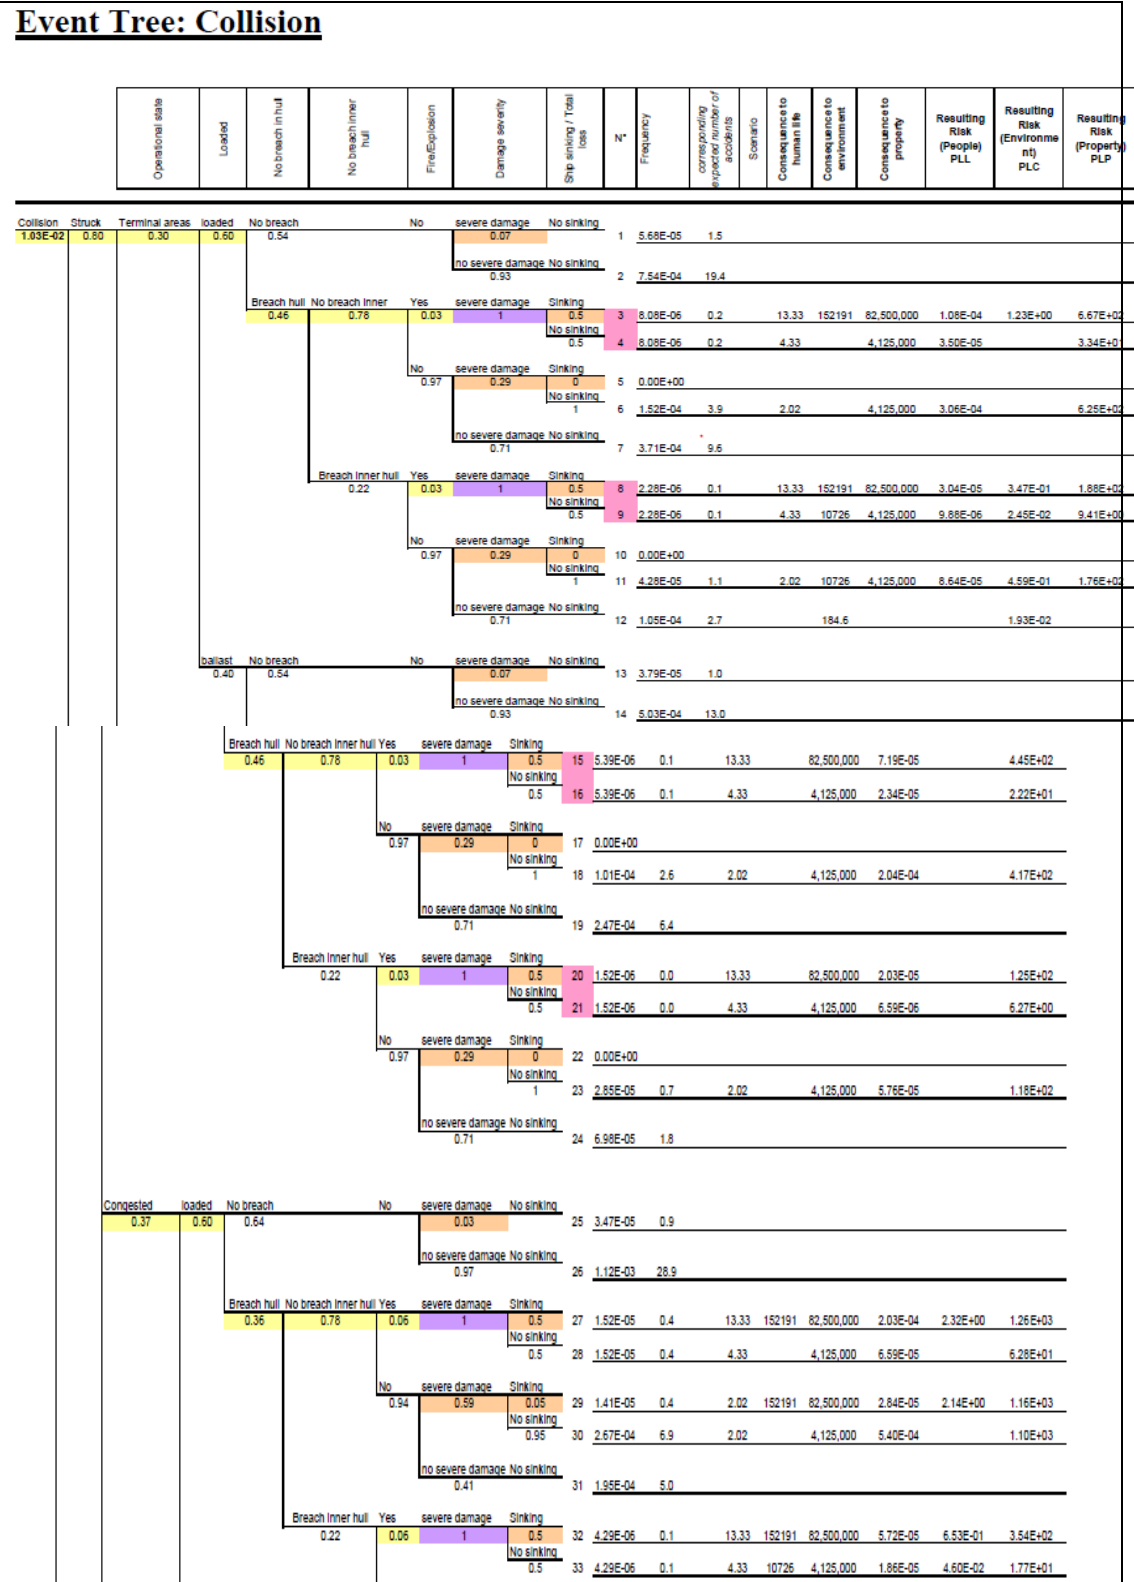 Event Tree: Collision
Operational state
Loaded
No breach in hull
No breach inner hull
Fire/Explosion
Damage severity
Ship sinking / Total loss
N°
Frequency
corresponding expected number of accidents
Scenario
Consequence to human life
Consequence to environment
Consequence to property
Resulting Risk (People) PLL
Resulting Risk (Environme nt) PLC
Resulting Risk (Property) PLP
Collision Struck Terminal areas loaded No breach No severe damage No sinking
1.03E-02 0.80 0.30 0.60 0.54 0.07 1 5.68E-05 1.5
no severe damage No sinking
0.93 2 7.54E-04 19.4
Breach hull No breach inner Yes severe damage Sinking
0.46 0.78 0.03 1 0.5 3 8.08E-06 0.2 13.33 152191 82,500,000 1.08E-04 1.23E+00 6.67E+02
No sinking
0.5 4 8.08E-06 0.2 4.33 4,125,000 3.50E-05 3.34E+01
No severe damage Sinking
0.97 0.29 0 5 0.00E+00
No sinking
1 6 1.52E-04 3.9 2.02 4,125,000 3.06E-04 6.25E+02
no severe damage No sinking
0.71 7 3.71E-04 9.6
Breach inner hull Yes severe damage Sinking
0.22 0.03 1 0.5 8 2.28E-06 0.1 13.33 152191 82,500,000 3.04E-05 3.47E-01 1.88E+02
No sinking
0.5 9 2.28E-06 0.1 4.33 10726 4,125,000 9.88E-06 2.45E-02 9.41E+00
No severe damage Sinking
0.97 0.29 0 10 0.00E+00
No sinking
1 11 4.28E-05 1.1 2.02 10726 4,125,000 8.64E-05 4.59E-01 1.76E+02
no severe damage No sinking
0.71 12 1.05E-04 2.7 184.6 1.93E-02
ballast No breach No severe damage No sinking
0.40 0.54 0.07 13 3.79E-05 1.0
no severe damage No sinking
0.93 14 5.03E-04 13.0
Breach hull No breach inner hull Yes severe damage Sinking
0.46 0.78 0.03 1 0.5 15 5.39E-06 0.1 13.33 82,500,000 7.19E-05 4.45E+02
No sinking
0.5 16 5.39E-06 0.1 4.33 4,125,000 2.34E-05 2.22E+01
No severe damage Sinking
0.97 0.29 0 17 0.00E+00
No sinking
1 18 1.01E-04 2.6 2.02 4,125,000 2.04E-04 4.17E+02
no severe damage No sinking
0.71 19 2.47E-04 6.4
Breach inner hull Yes severe damage Sinking
0.22 0.03 1 0.5 20 1.52E-06 0.0 13.33 82,500,000 2.03E-05 1.25E+02
No sinking
0.5 21 1.52E-06 0.0 4.33 4,125,000 6.59E-06 6.27E+00
No severe damage Sinking
0.97 0.29 0 22 0.00E+00
No sinking
1 23 2.85E-05 0.7 2.02 4,125,000 5.76E-05 1.18E+02
no severe damage No sinking
0.71 24 6.98E-05 1.8
Congested loaded No breach No severe damage No sinking
0.37 0.60 0.64 0.03 25 3.47E-05 0.9
no severe damage No sinking
0.97 26 1.12E-03 28.9
Breach hull No breach inner hull Yes severe damage Sinking
0.36 0.78 0.06 1 0.5 27 1.52E-05 0.4 13.33 152191 82,500,000 2.03E-04 2.32E+00 1.26E+03
No sinking
0.5 28 1.52E-05 0.4 4.33 4,125,000 6.59E-05 6.28E+01
No severe damage Sinking
0.94 0.59 0.05 29 1.41E-05 0.4 2.02 152191 82,500,000 2.84E-05 2.14E+00 1.16E+03
No sinking
0.95 30 2.67E-04 6.9 2.02 4,125,000 5.40E-04 1.10E+03
no severe damage No sinking
0.41 31 1.95E-04 5.0
Breach inner hull Yes severe damage Sinking
0.22 0.06 1 0.5 32 4.29E-06 0.1 13.33 152191 82,500,000 5.72E-05 6.53E-01 3.54E+02
No sinking
0.5 33 4.29E-06 0.1 4.33 10726 4,125,000 1.86E-05 4.60E-02 1.77E+01